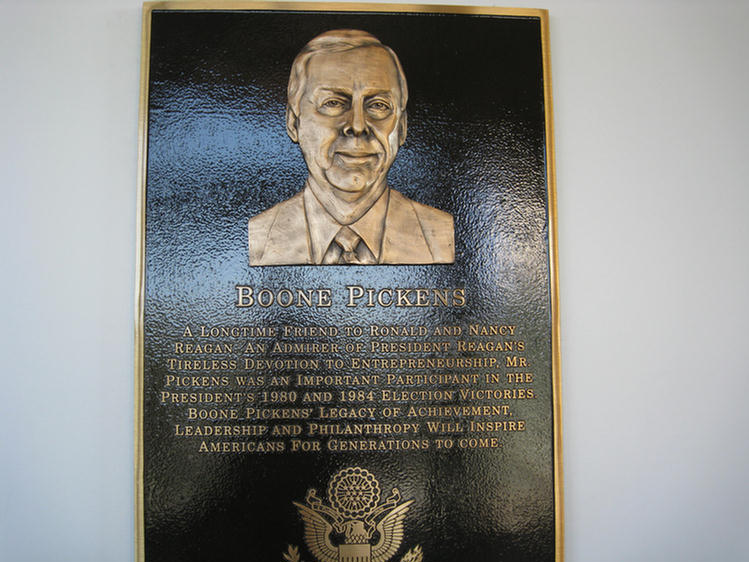 BOONE PICKENS
A LONGTIME FRIEND TO RONALD AND NANCY
REAGAN. AN ADMIRER OF PRESIDENT REAGAN'S
TIRELESS DEVOTION TO ENTREPRENEURSHIP, MR.
PICKENS WAS AN IMPORTANT PARTICIPANT IN THE
PRESIDENT'S 1980 AND 1984 ELECTION VICTORIES.
BOONE PICKENS' LEGACY OF ACHIEVEMENT,
LEADERSHIP AND PHILANTHROPY WILL INSPIRE
AMERICANS FOR GENERATIONS TO COME.